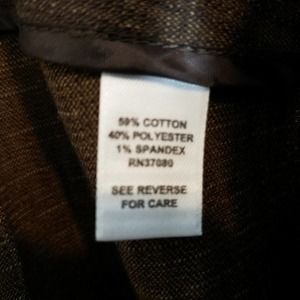 59% COTTON
40% POLYESTER
1% SPANDEX
RN37080
SEE REVERSE
FOR CARE